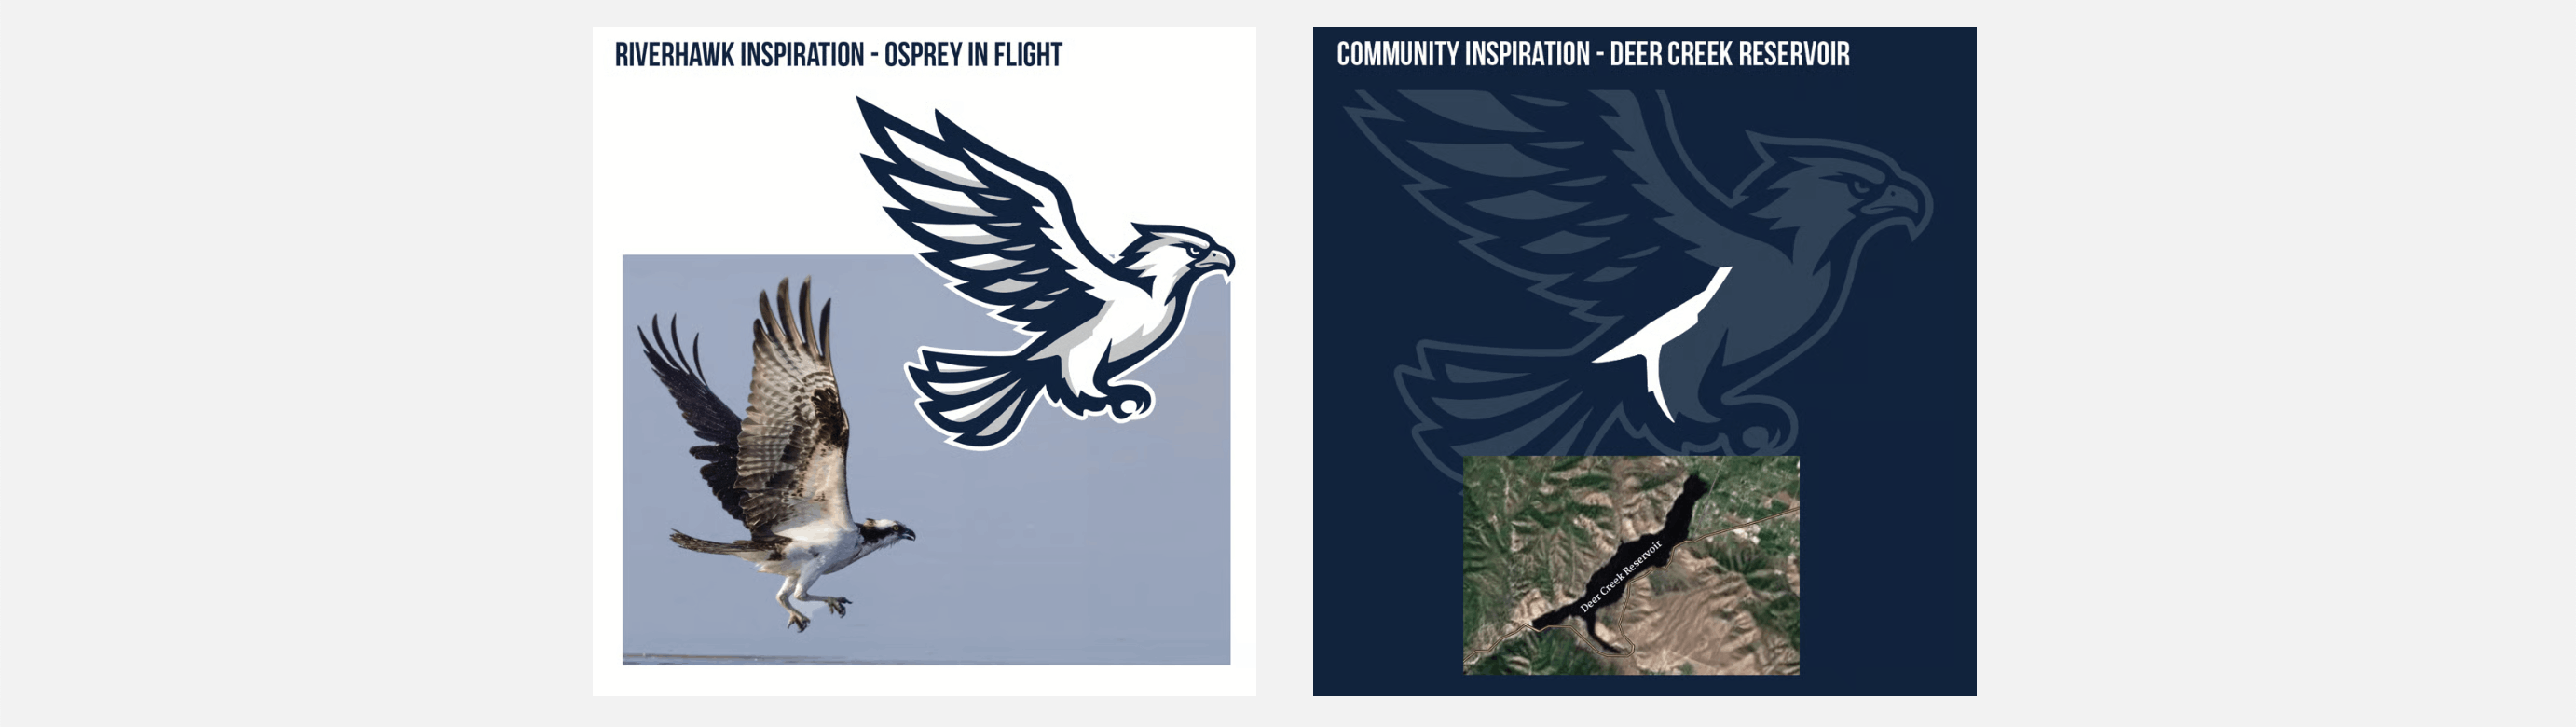 RIVERHAWK INSPIRATION - OSPREY IN FLIGHT
COMMUNITY INSPIRATION - DEER CREEK RESERVOIR
Deer Creek Reservoir